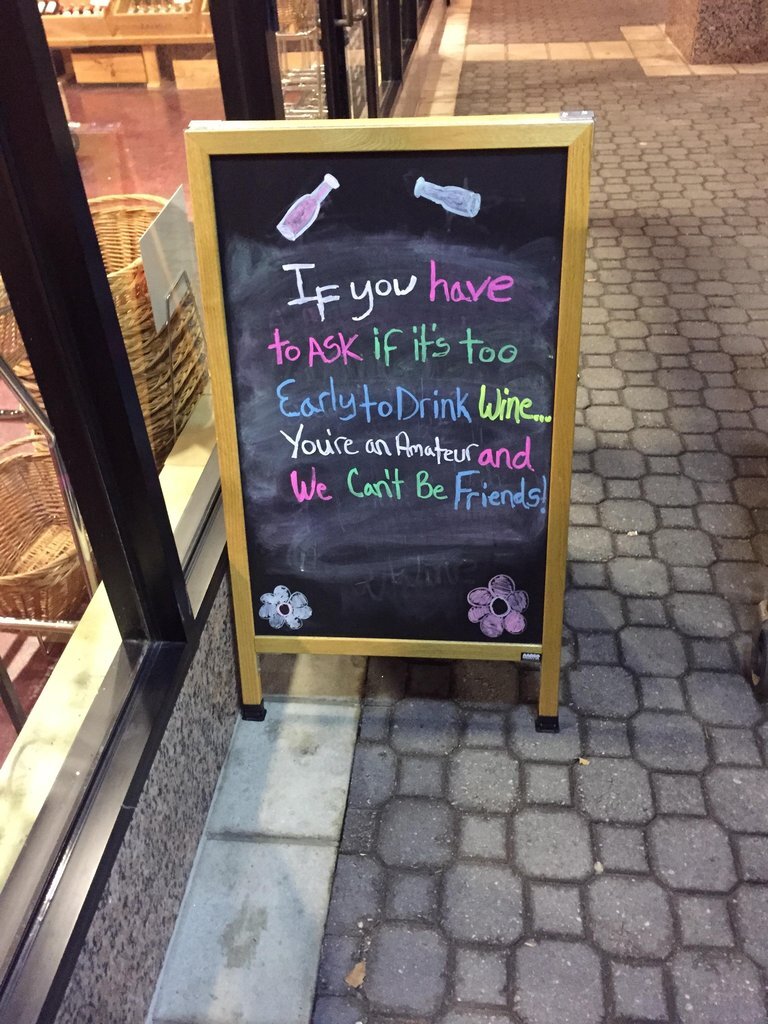 IF you have
to ASK if it's too
Early to Drink Wine...
You're an Amateur and
We Can't Be Friends!